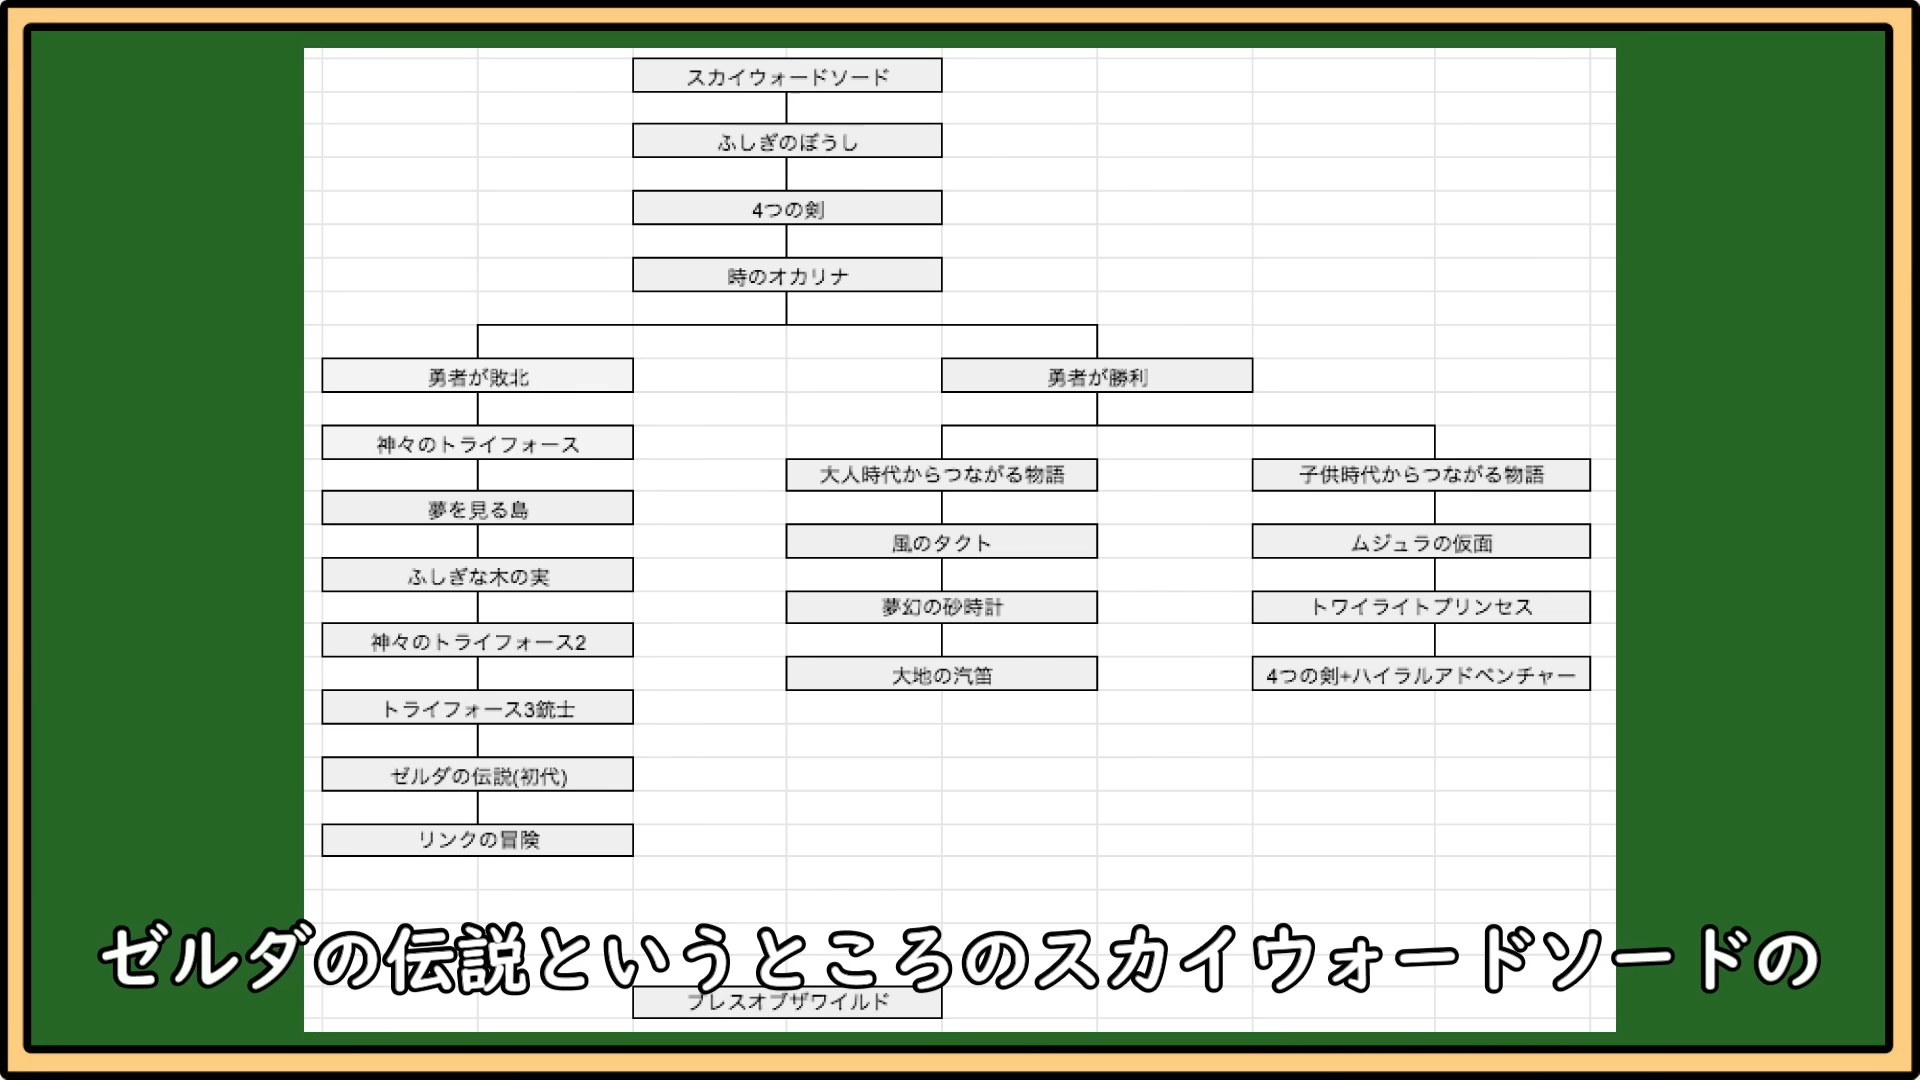 スカイウォードソード
ふしぎのぼうし
4つの剣
時のオカリナ
勇者が敗北
勇者が勝利
神々のトライフォース
大人時代からつながる物語
子供時代からつながる物語
夢を見る島
風のタクト
ムジュラの仮面
ふしぎな木の実
夢幻の砂時計
トワイライトプリンセス
神々のトライフォース2
大地の汽笛
4つの剣+ハイラルアドベンチャー
トライフォース3銃士
ゼルダの伝説(初代)
リンクの冒険
ゼルダの伝説というところのスカイウォードソードの
ブレスオブザワイルド